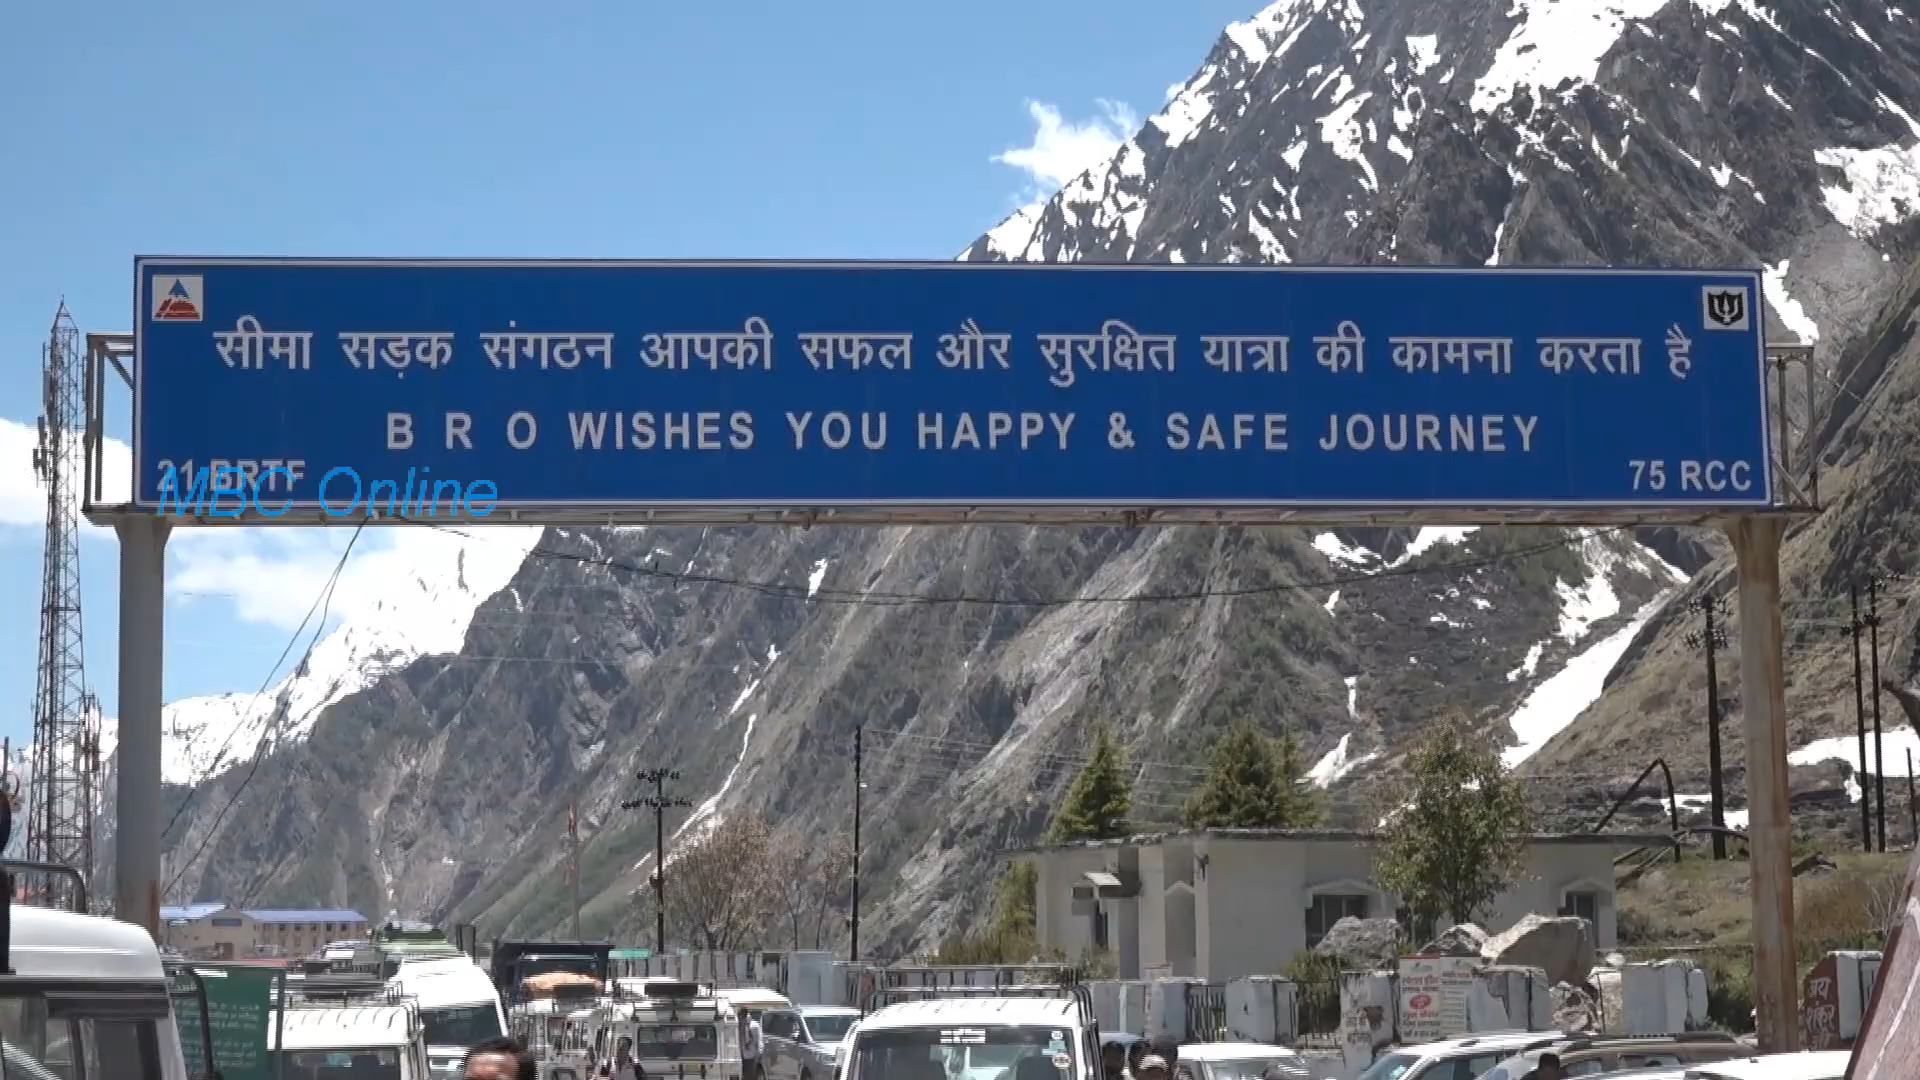 सीमा सड़क संगठन आपकी सफल और सुरक्षित यात्रा की कामना करता है
B R O WISHES YOU HAPPY & SAFE JOURNEY
21 BRTF
75 RCC
MBC Online
जय